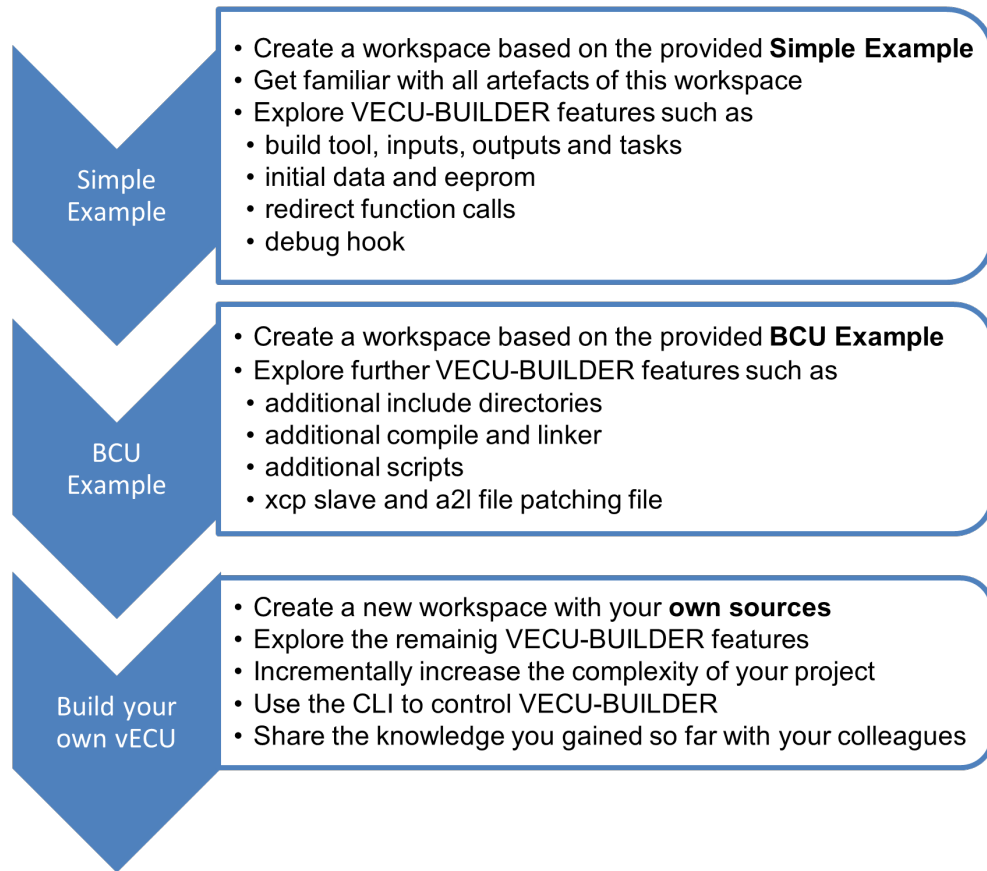 Simple
Example
• Create a workspace based on the provided Simple Example
• Get familiar with all artefacts of this workspace
• Explore VECU-BUILDER features such as
• build tool, inputs, outputs and tasks
• initial data and eeprom
• redirect function calls
• debug hook
BCU
Example
• Create a workspace based on the provided BCU Example
• Explore further VECU-BUILDER features such as
• additional include directories
• additional compile and linker
• additional scripts
• xcp slave and a2l file patching file
Build your
own vECU
• Create a new workspace with your own sources
• Explore the remainig VECU-BUILDER features
• Incrementally increase the complexity of your project
• Use the CLI to control VECU-BUILDER
• Share the knowledge you gained so far with your colleagues